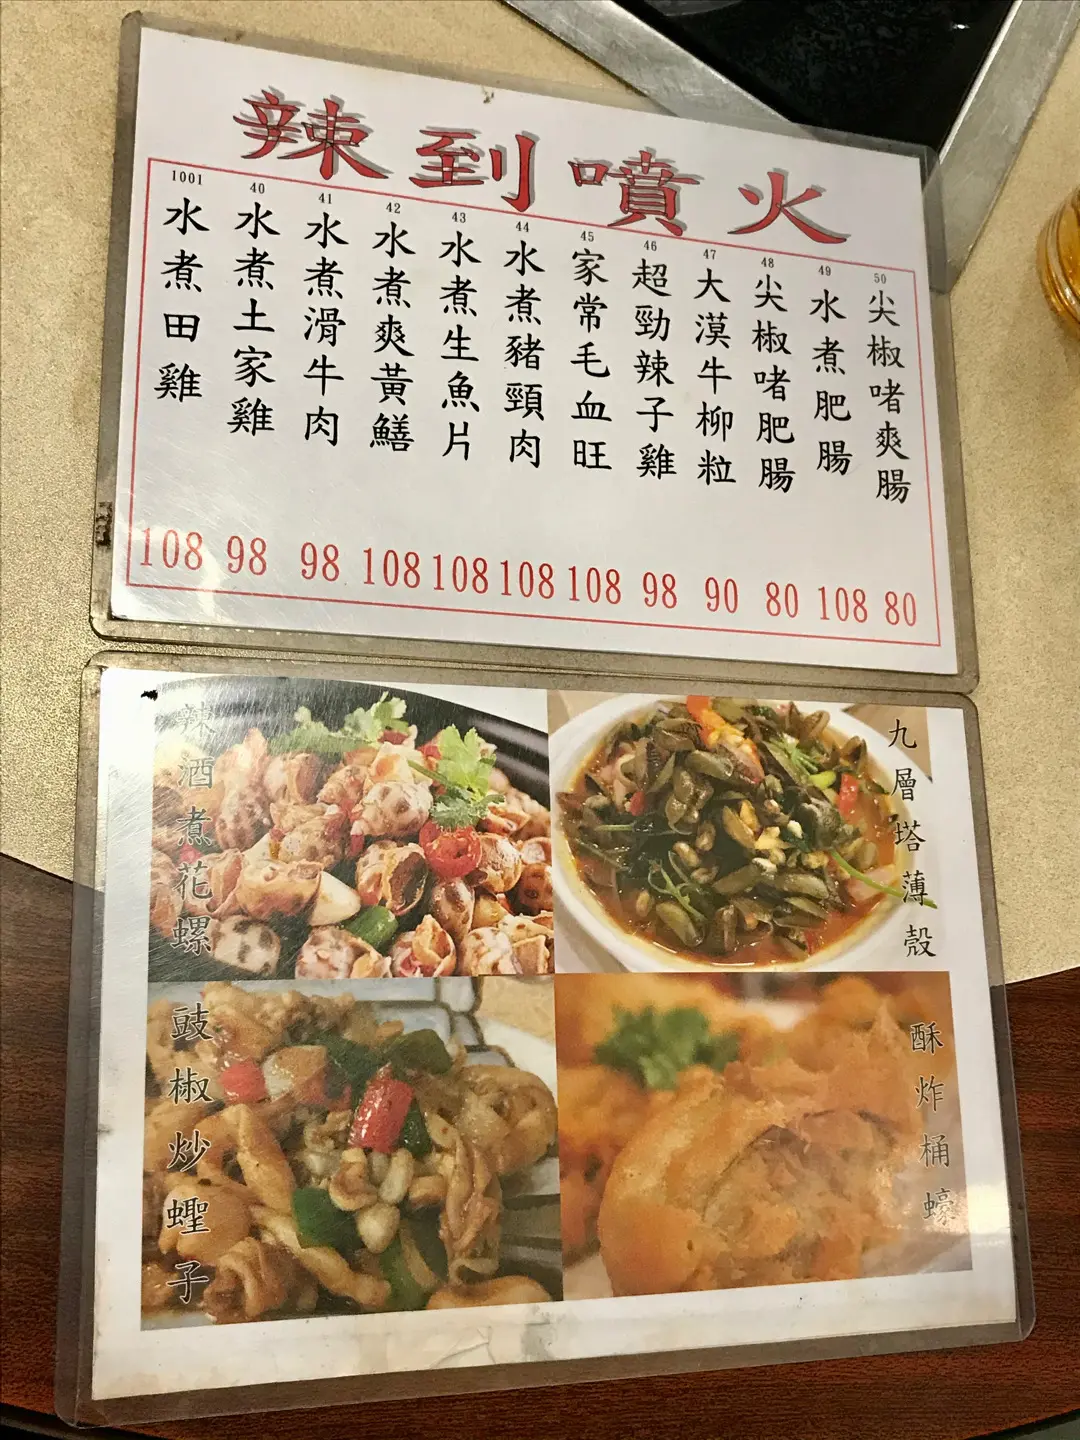 辣到噴火
1001 水煮田雞 108
40 水煮土家雞 98
41 水煮滑牛肉 98
42 水煮爽黃鱔 108
43 水煮生魚片 108
44 水煮豬頸肉 108
45 家常毛血旺 108
46 超勁辣子雞 98
47 大漠牛柳粒 90
48 尖椒啫肥腸 80
49 水煮肥腸 108
50 尖椒啫爽腸 80
辣酒煮花螺
九層塔薄殼
豉椒炒蟶子
酥炸桶蠔